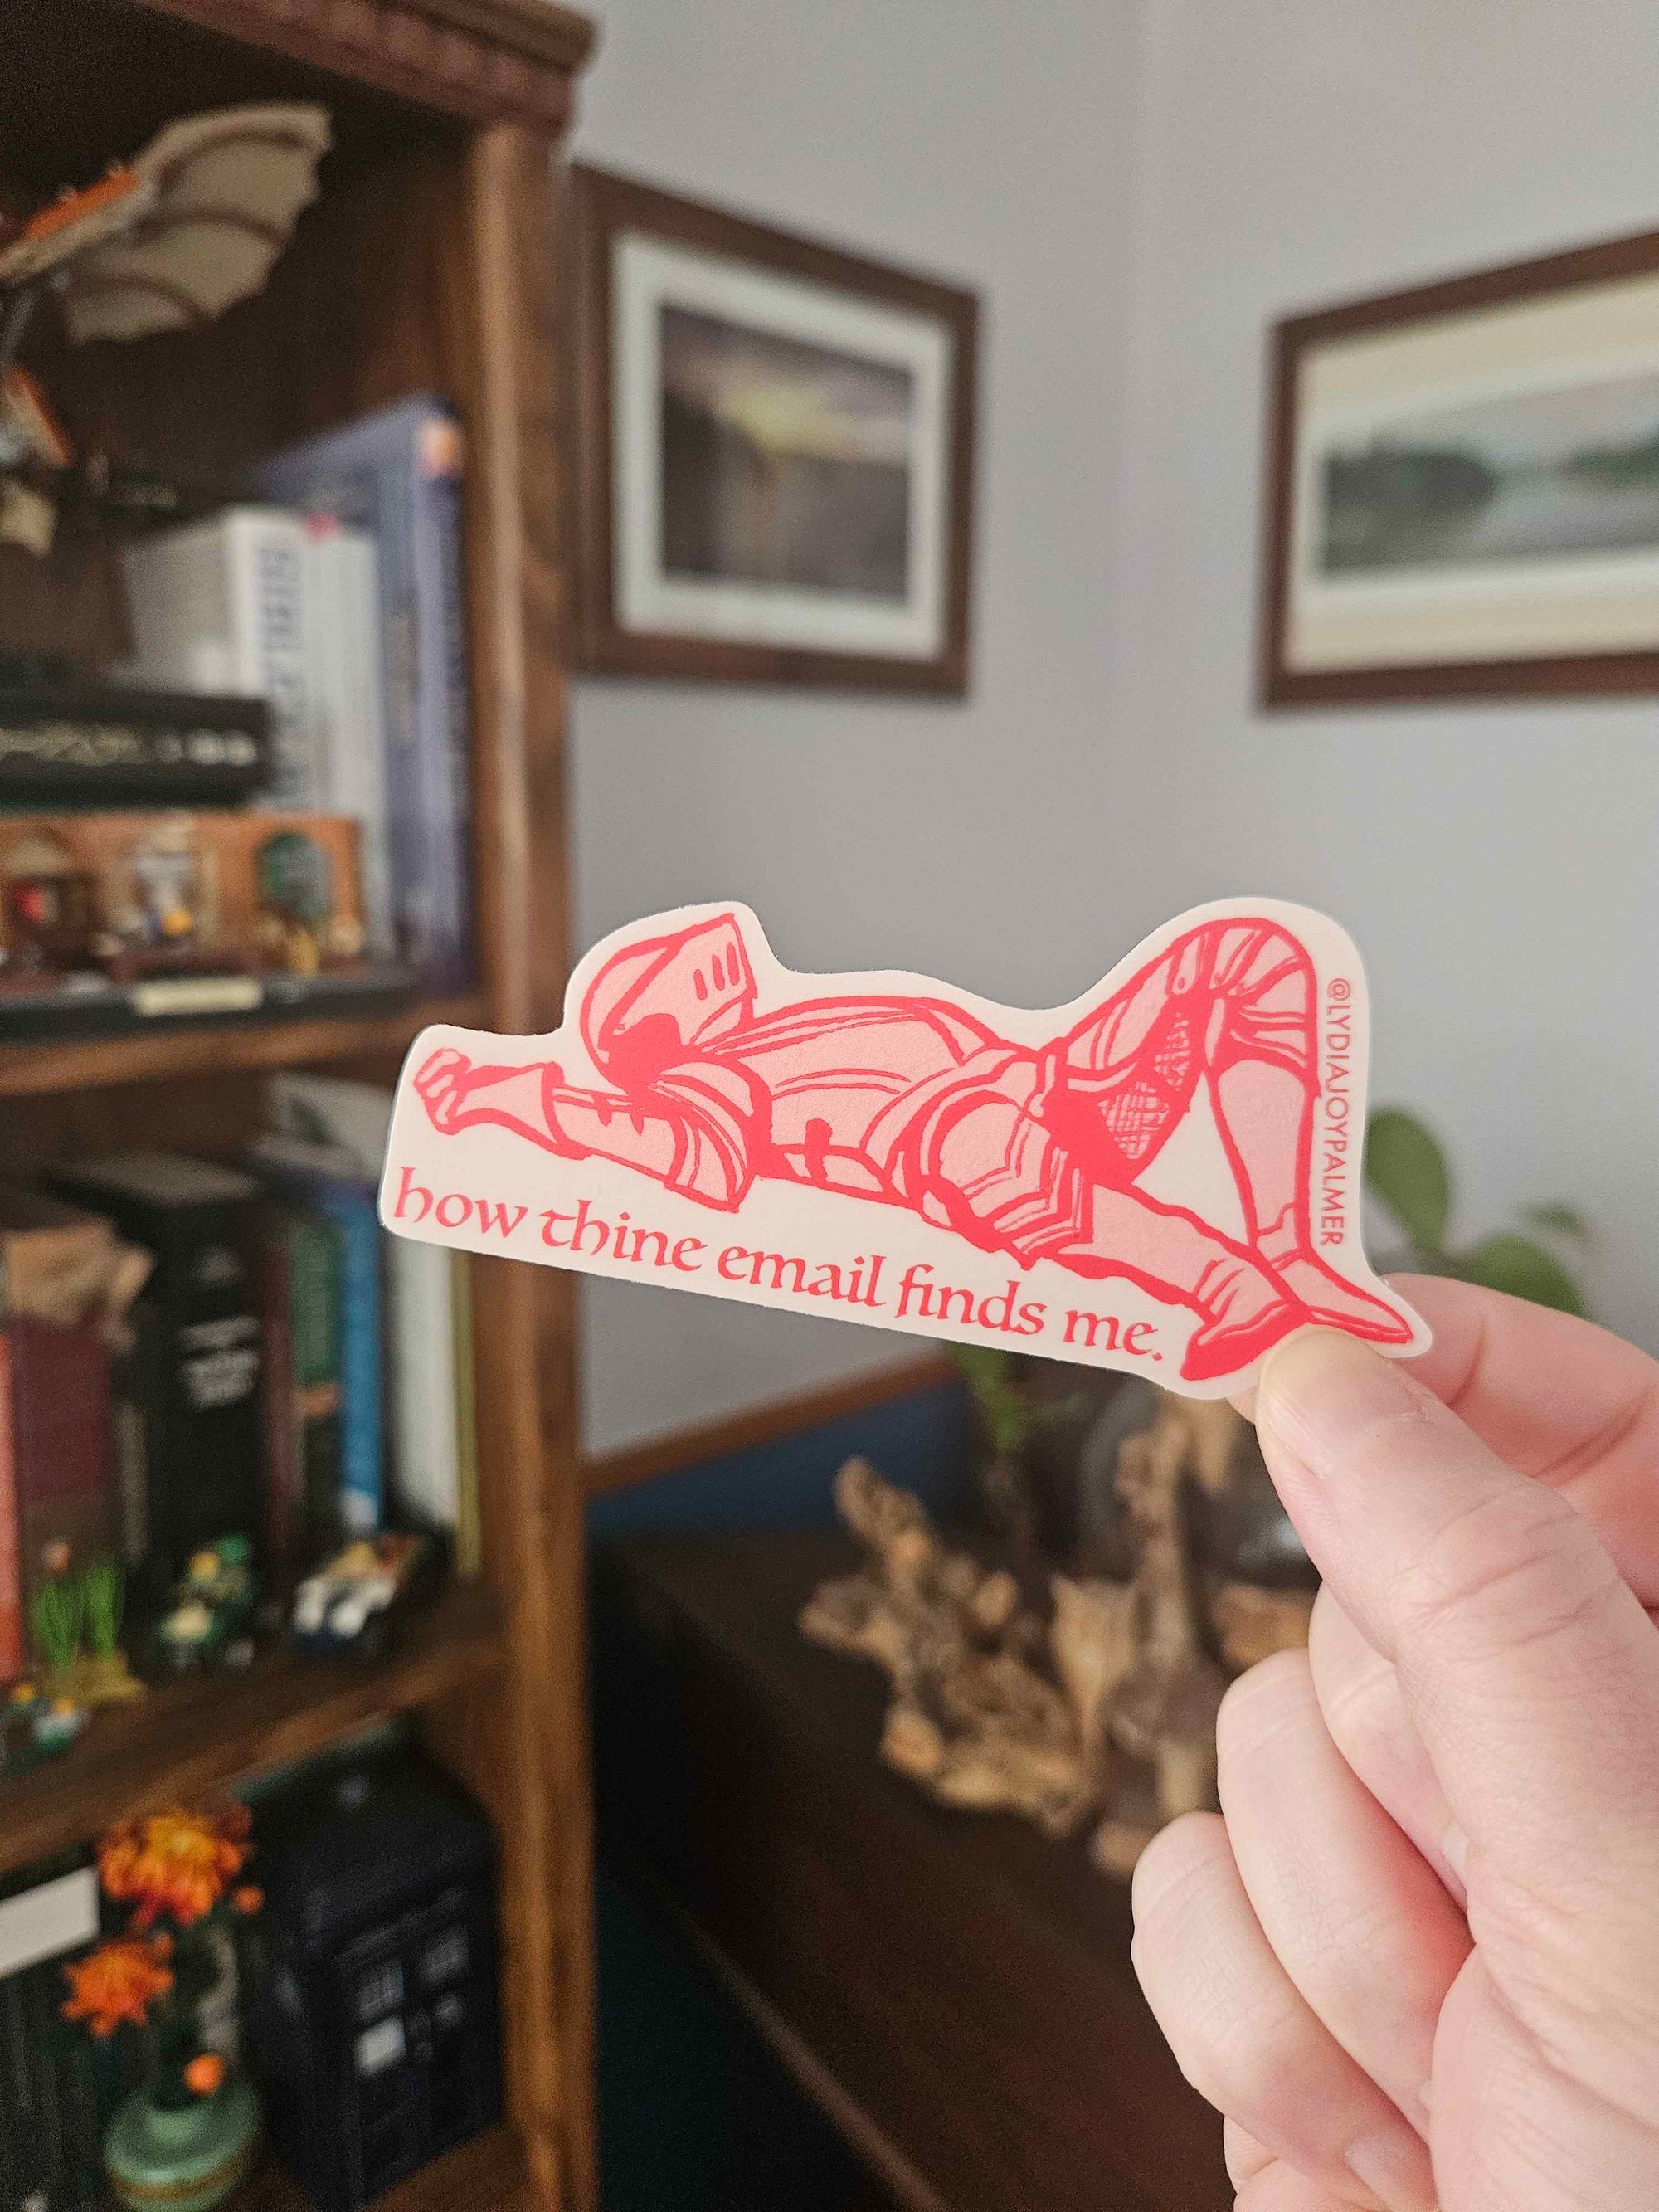 how thine email finds me.
@LYDIAJOYPALMER